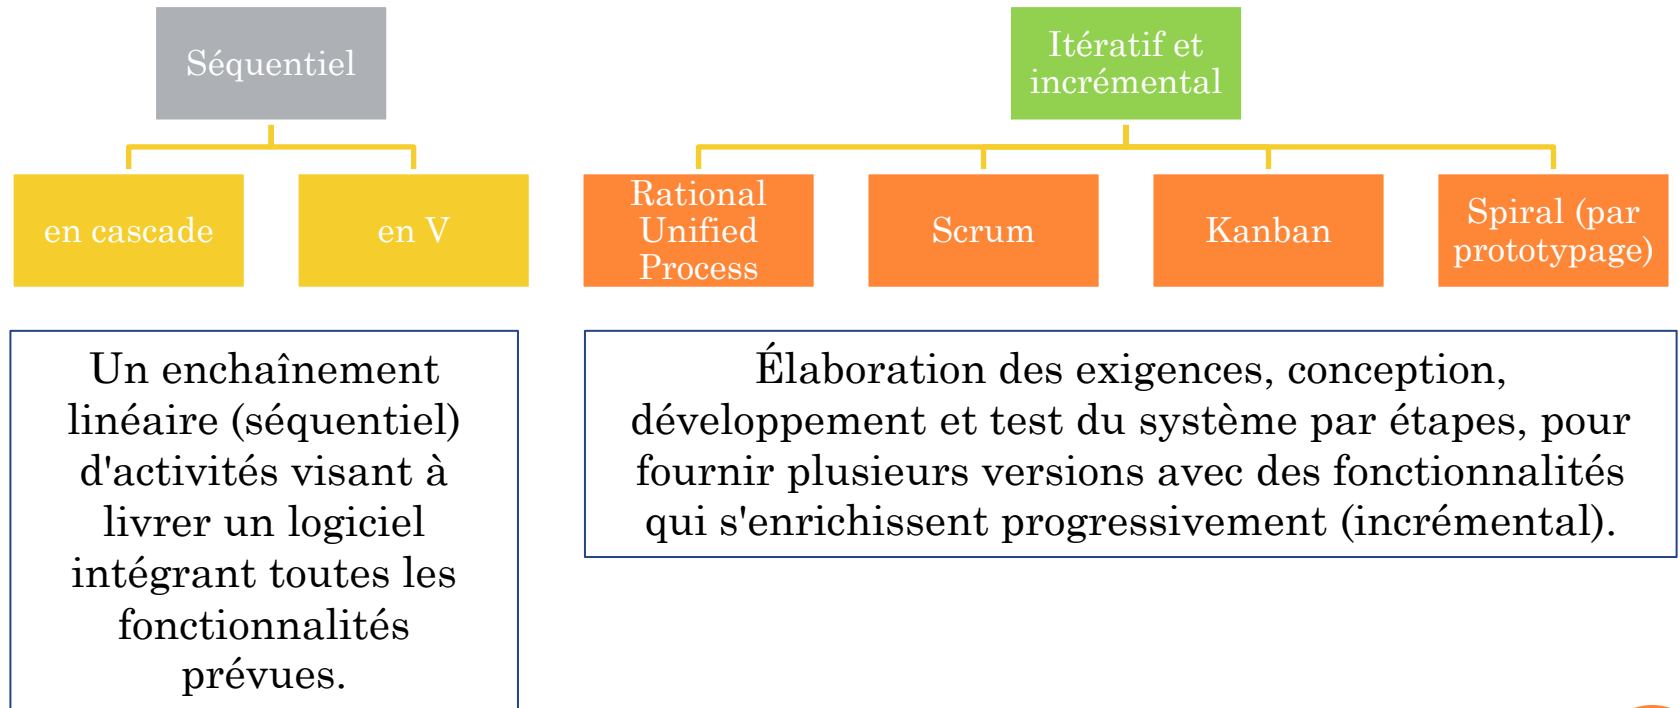 Séquentiel
en cascade
en V
Un enchaînement
linéaire (séquentiel)
d'activités visant à
livrer un logiciel
intégrant toutes les
fonctionnalités
prévues.
Itératif et
incrémental
Rational
Unified
Process
Scrum
Kanban
Spiral (par
prototypage)
Élaboration des exigences, conception,
développement et test du système par étapes, pour
fournir plusieurs versions avec des fonctionnalités
qui s'enrichissent progressivement (incrémental).